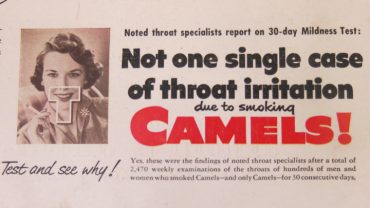 Noted throat specialists report on 30-day Mildness Test:
Not one single case
of throat irritation
due to smoking
CAMELS!
T
Test and see why!
Yes, these were the findings of noted throat specialists after a total of
2,470 weekly examinations of the throats of hundreds of men and
women who smoked Camels—and only Camels—for 30 consecutive days.